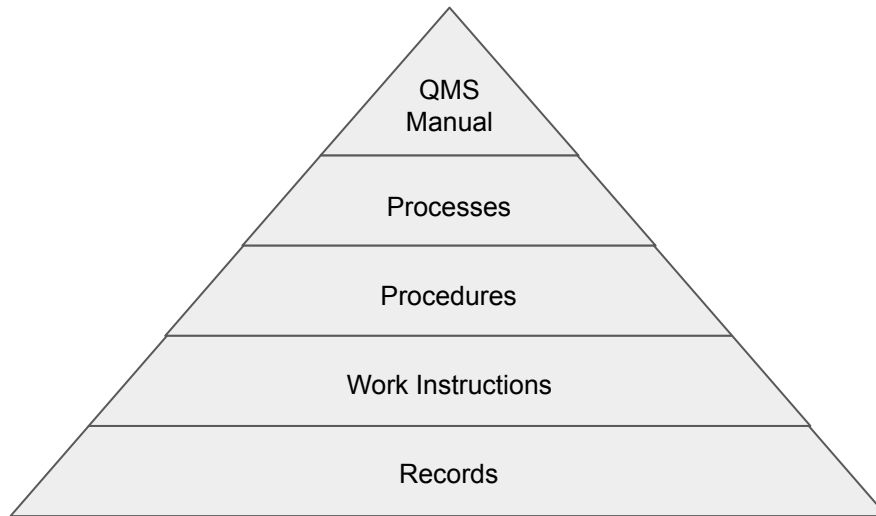 QMS
Manual
Processes
Procedures
Work Instructions
Records